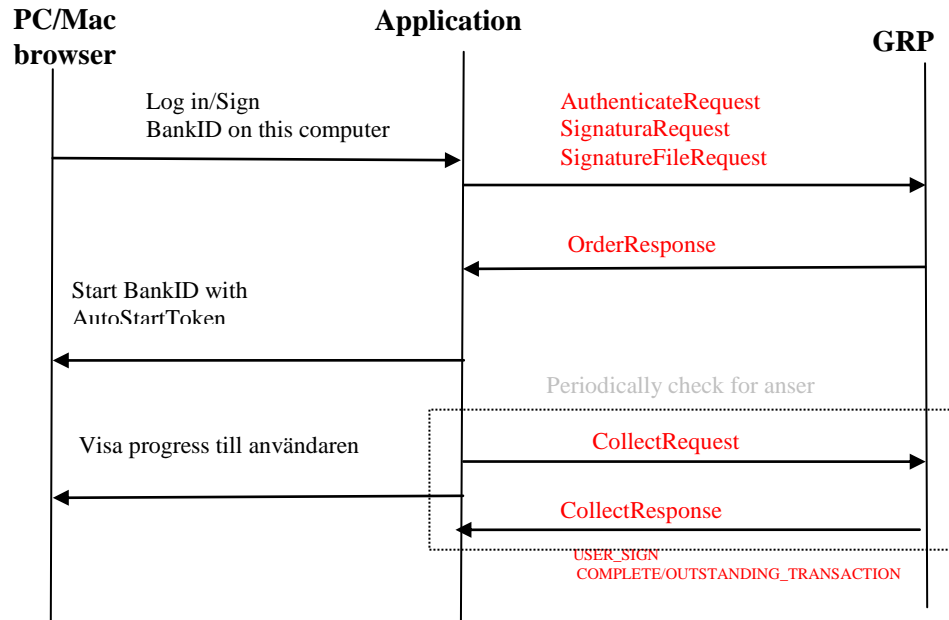 PC/Mac
browser
Application
GRP
Log in/Sign
BankID on this computer
AuthenticateRequest
SignaturaRequest
SignatureFileRequest
OrderResponse
Start BankID with
AutoStartToken
Periodically check for anser
Visa progress till användaren
CollectRequest
CollectResponse
USER_SIGN
COMPLETE/OUTSTANDING_TRANSACTION